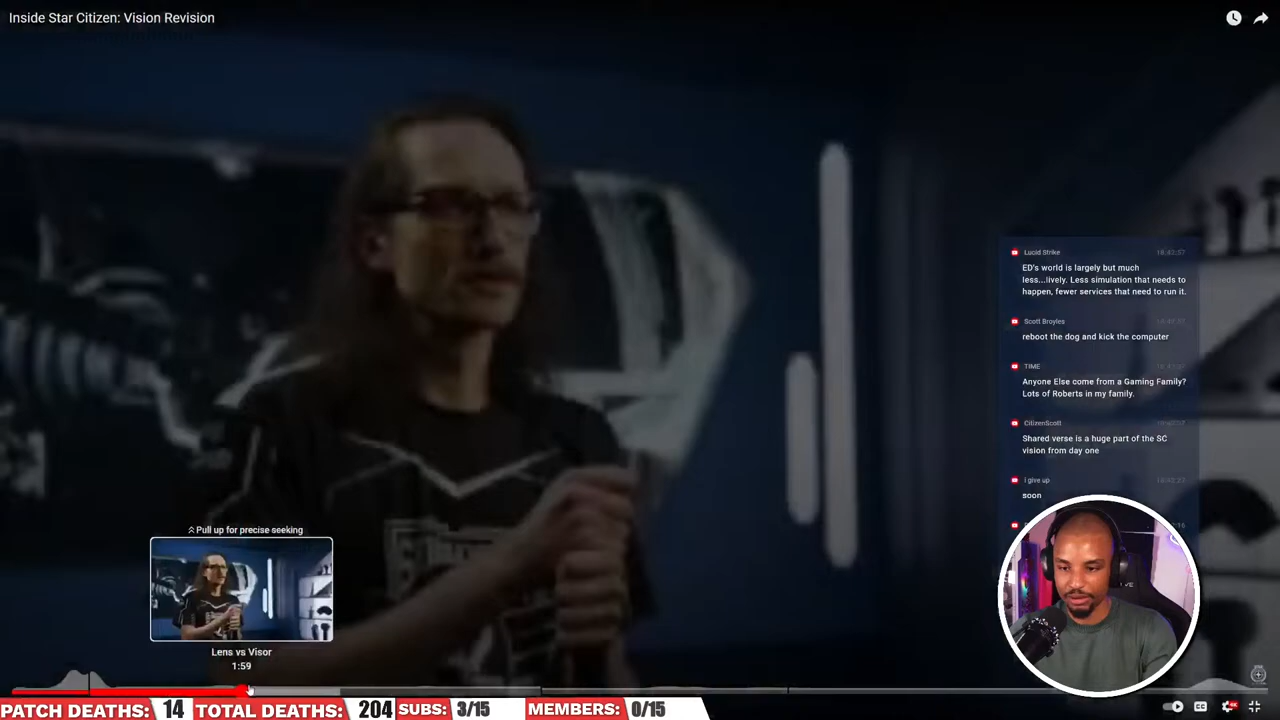 Inside Star Citizen: Vision Revision
Lucid Strike
ED's world is largely but much
less...lively. Less simulation that needs to
happen, fewer services that need to run it.
Scott Broyles
reboot the dog and kick the computer
TIME
Anyone Else come from a Gaming Family?
Lots of Roberts in my family.
CitizenScott
Shared verse is a huge part of the SC
vision from day one
i give up
soon
Pull up for precise seeking
Lens vs Visor
1:59
PATCH DEATHS: 14 TOTAL DEATHS: 204 SUBS: 3/15 MEMBERS: 0/15
CC